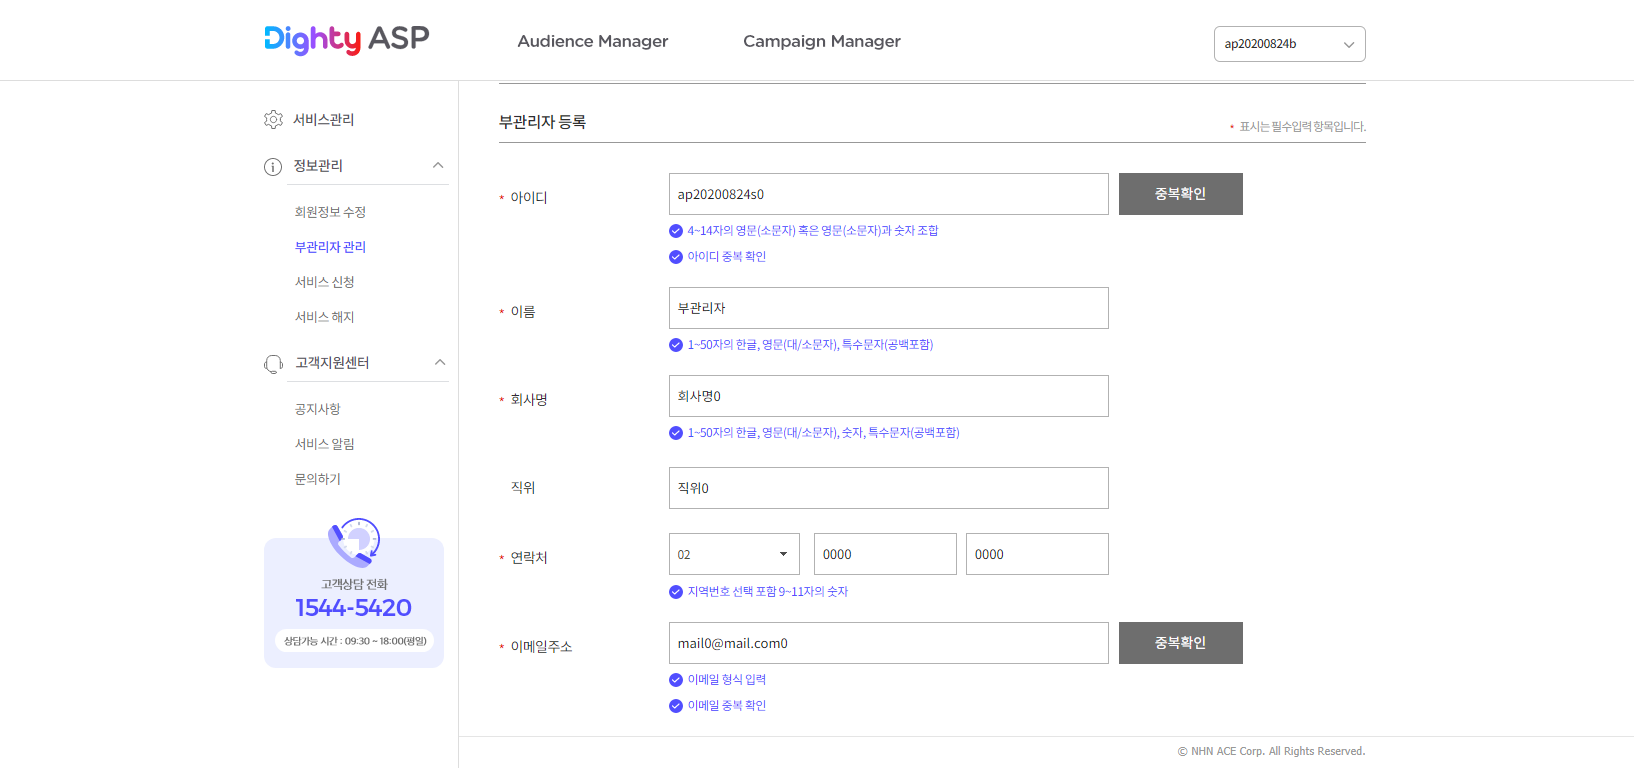 Dighty ASP
Audience Manager
Campaign Manager
ap20200824b
서비스관리
정보관리
회원정보 수정
부관리자 관리
서비스 신청
서비스 해지
고객지원센터
공지사항
서비스 알림
문의하기
고객상담 전화
1544-5420
상담가능 시간 : 09:30 ~ 18:00(평일)
부관리자 등록
* 표시는 필수입력 항목입니다.
* 아이디
ap20200824s0
중복확인
4~14자의 영문(소문자) 혹은 영문(소문자)과 숫자 조합
아이디 중복 확인
* 이름
부관리자
1~50자의 한글, 영문(대/소문자), 특수문자(공백포함)
* 회사명
회사명0
1~50자의 한글, 영문(대/소문자), 숫자, 특수문자(공백포함)
직위
직위0
* 연락처
02
0000
0000
지역번호 선택 포함 9~11자의 숫자
* 이메일주소
mail0@mail.com0
중복확인
이메일 형식 입력
이메일 중복 확인
© NHN ACE Corp. All Rights Reserved.